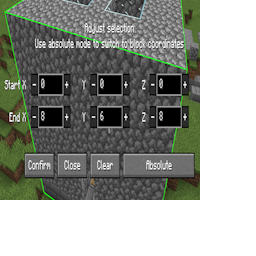 Adjust selection
Use absolute mode to switch to block coordinates
Start X - 0 + Y - 0 + Z - 0 +
End X - 8 + Y - 6 + Z - 8 +
Confirm Close Clear Absolute